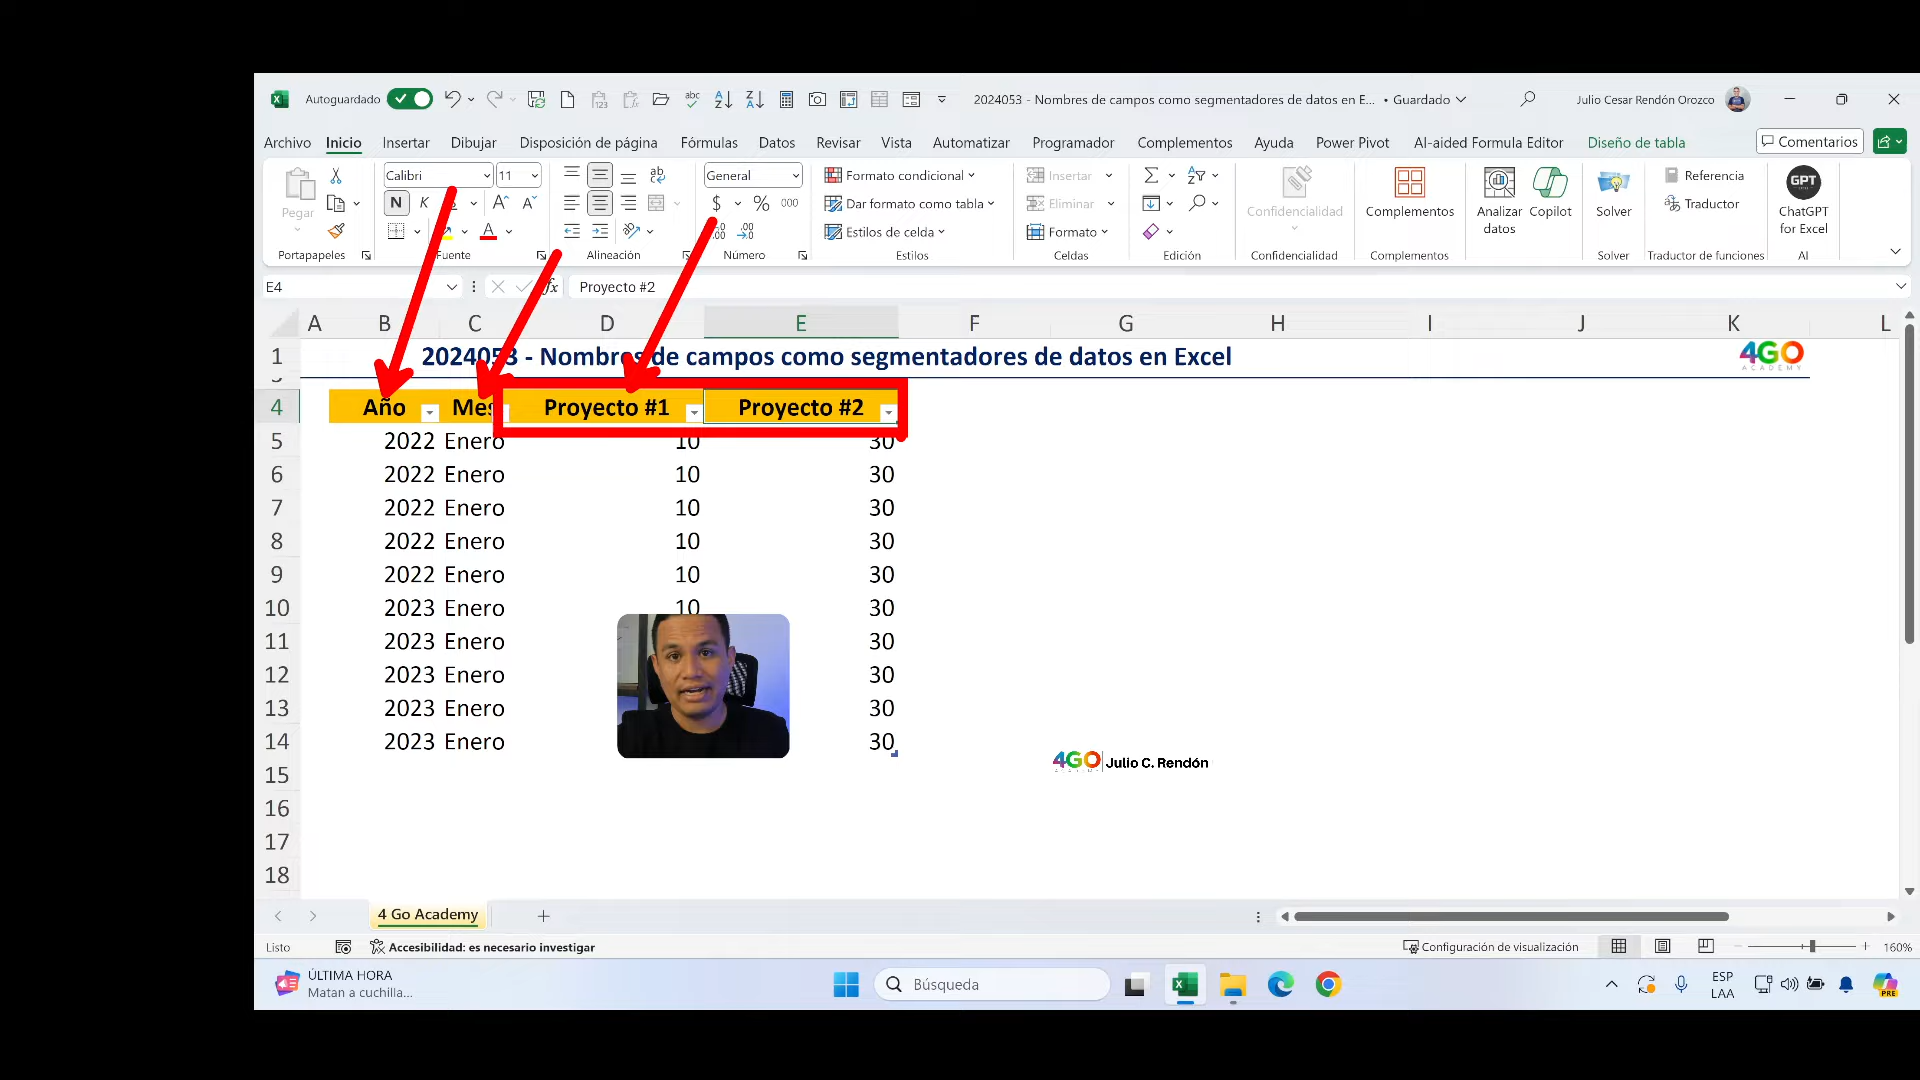 Autoguardado
2024053 - Nombres de campos como segmentadores de datos en E... • Guardado
Julio Cesar Rendón Orozco
Archivo Inicio Insertar Dibujar Disposición de página Fórmulas Datos Revisar Vista Automatizar Programador Complementos Ayuda Power Pivot AI-aided Formula Editor Diseño de tabla Comentarios
Calibri 11 General Formato condicional Insertar Referencia
Pegar N K $ % 000 Dar formato como tabla Eliminar Confidencialidad Complementos Analizar datos Copilot Solver Traductor ChatGPT for Excel
Estilos de celda Formato
Portapapeles Fuente Alineación Número Estilos Celdas Edición Confidencialidad Complementos Solver Traductor de funciones AI
E4 fx Proyecto #2
A B C D E F G H I J K L
1 2024053 - Nombres de campos como segmentadores de datos en Excel 4GO ACADEMY
4 Año Mes Proyecto #1 Proyecto #2
5 2022 Enero 10 30
6 2022 Enero 10 30
7 2022 Enero 10 30
8 2022 Enero 10 30
9 2022 Enero 10 30
10 2023 Enero 10 30
11 2023 Enero 30
12 2023 Enero 30
13 2023 Enero 30
14 2023 Enero 30
4GO ACADEMY Julio C. Rendón
15
16
17
18
4 Go Academy
Listo Accesibilidad: es necesario investigar Configuración de visualización 160%
ÚLTIMA HORA
Matan a cuchilla...
Búsqueda
ESP
LAA
PRE